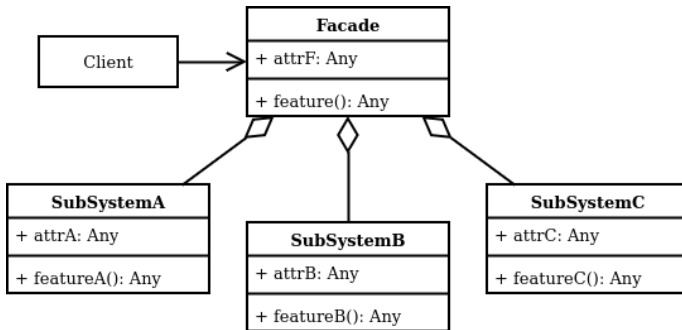 Facade
Client
+ attrF: Any
+ feature(): Any
SubSystemA
+ attrA: Any
+ featureA(): Any
SubSystemB
+ attrB: Any
+ featureB(): Any
SubSystemC
+ attrC: Any
+ featureC(): Any